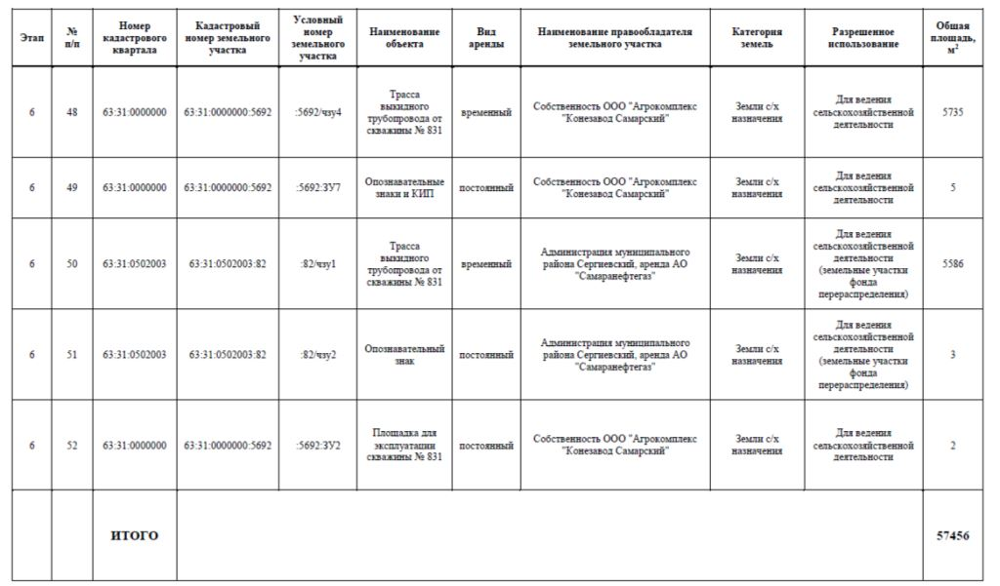 Этап
№
п/п
Номер
кадастрового
квартала
Кадастровый
номер земельного
участка
Условный
номер
земельного
участка
Наименование
объекта
Вид
аренды
Наименование правообладателя
земельного участка
Категория
земель
Разрешенное
использование
Общая
площадь,
м²
6
48
63:31:0000000
63:31:0000000:5692
:5692/чзу4
Трасса
выкидного
трубопровода от
скважины № 831
временный
Собственность ООО "Агрокомплекс
"Конезавод Самарский"
Земли с/х
назначения
Для ведения
сельскохозяйственной
деятельности
5735
6
49
63:31:0000000
63:31:0000000:5692
:5692:ЗУ7
Опознавательные
знаки и КИП
постоянный
Собственность ООО "Агрокомплекс
"Конезавод Самарский"
Земли с/х
назначения
Для ведения
сельскохозяйственной
деятельности
5
6
50
63:31:0502003
63:31:0502003:82
:82/чзу1
Трасса
выкидного
трубопровода от
скважины № 831
временный
Администрация муниципального
района Сергиевский, аренда АО
"Самаранефтегаз"
Земли с/х
назначения
Для ведения
сельскохозяйственной
деятельности
(земельные участки
фонда
перераспределения)
5586
6
51
63:31:0502003
63:31:0502003:82
:82/чзу2
Опознавательный
знак
постоянный
Администрация муниципального
района Сергиевский, аренда АО
"Самаранефтегаз"
Земли с/х
назначения
Для ведения
сельскохозяйственной
деятельности
(земельные участки
фонда
перераспределения)
3
6
52
63:31:0000000
63:31:0000000:5692
:5692:ЗУ2
Площадка для
эксплуатации
скважины № 831
постоянный
Собственность ООО "Агрокомплекс
"Конезавод Самарский"
Земли с/х
назначения
Для ведения
сельскохозяйственной
деятельности
2
ИТОГО
57456